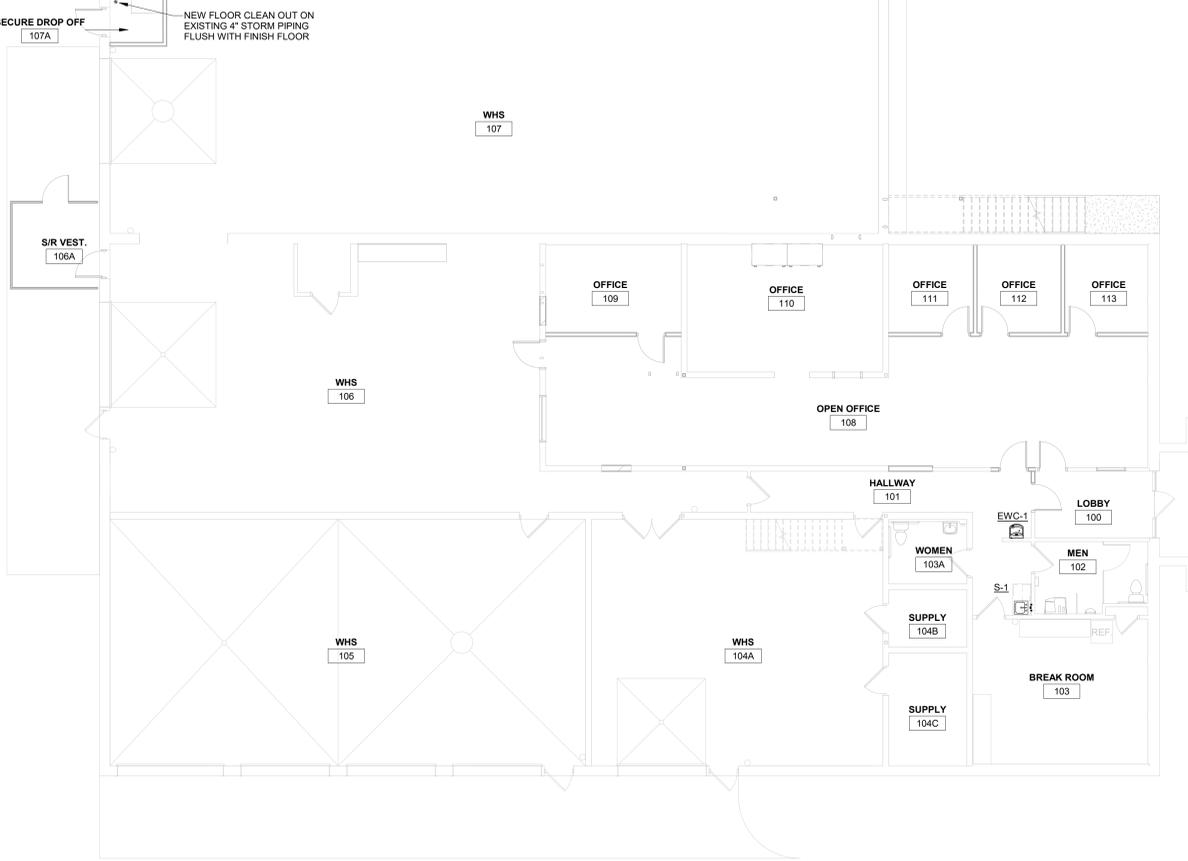 NEW FLOOR CLEAN OUT ON
EXISTING 4" STORM PIPING
FLUSH WITH FINISH FLOOR
SECURE DROP OFF
107A
WHS
107
S/R VEST.
106A
OFFICE
109
OFFICE
110
OFFICE
111
OFFICE
112
OFFICE
113
WHS
106
OPEN OFFICE
108
HALLWAY
101
LOBBY
100
EWC-1
WOMEN
103A
MEN
102
S-1
SUPPLY
104B
REF.
WHS
105
WHS
104A
BREAK ROOM
103
SUPPLY
104C